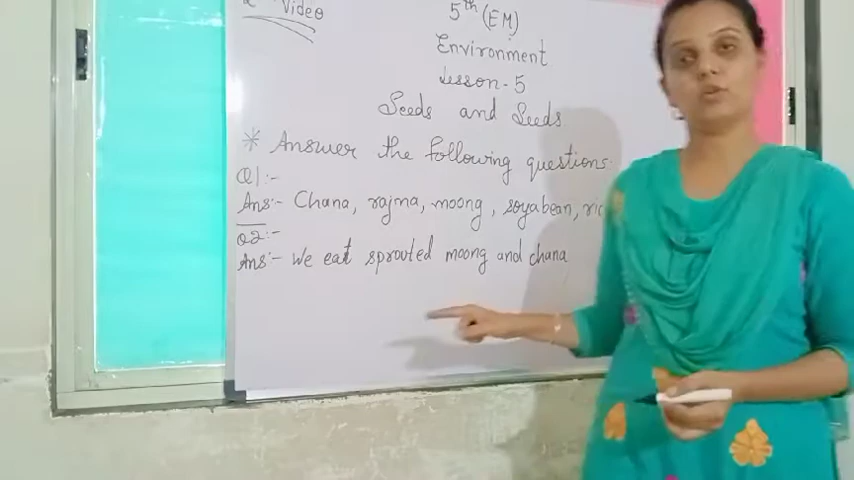 Video
5th (EM)
Environment
Lesson - 5
Seeds and Seeds
* Answer the following questions
Q1:-
Ans:- Chana, rajma, moong, soyabean,
Q2:-
Ans:- We eat sprouted moong and chana